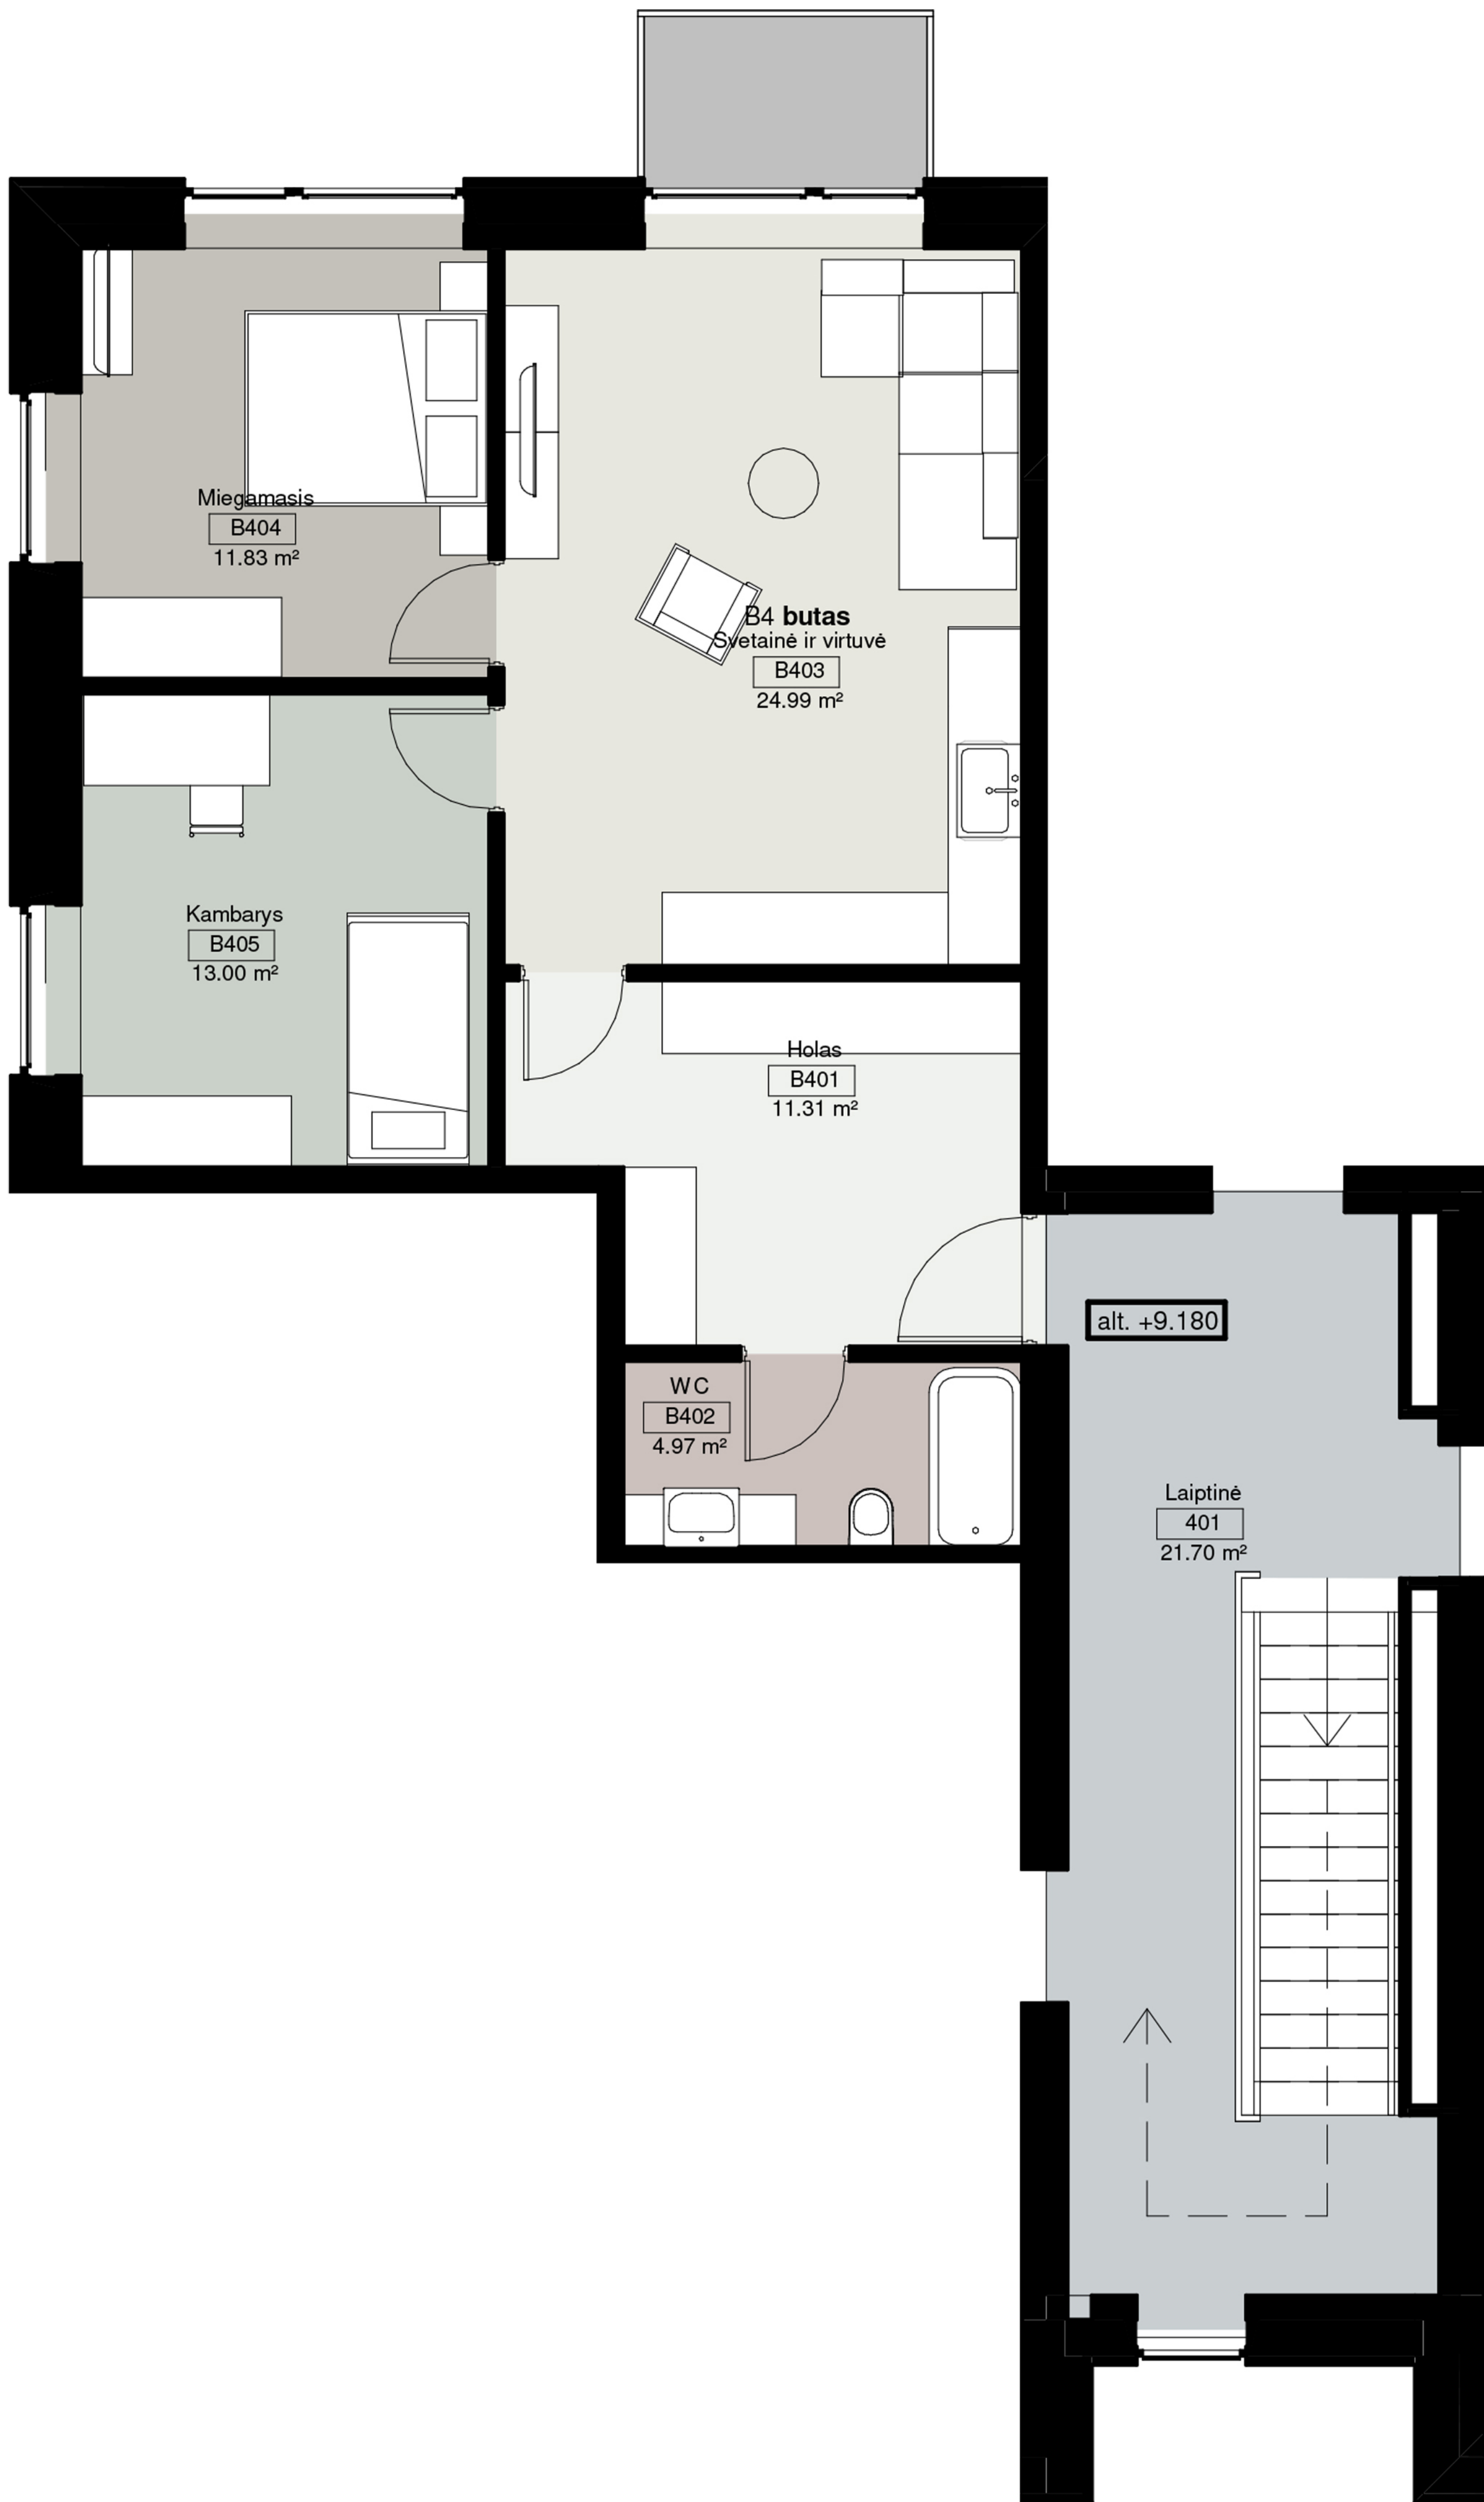 Miegamasis
B404
11.83 m²
B4 butas
Svetainė ir virtuvė
B403
24.99 m²
Kambarys
B405
13.00 m²
Holas
B401
11.31 m²
alt. +9.180
WC
B402
4.97 m²
Laiptinė
401
21.70 m²